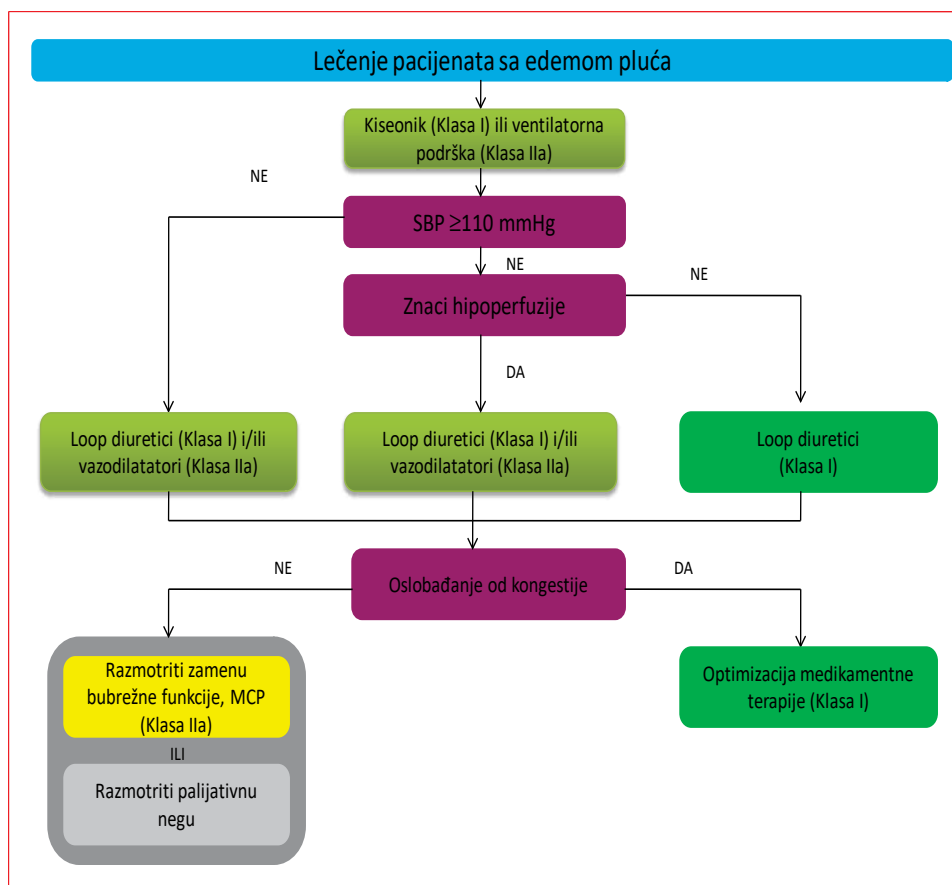 Lečenje pacijenata sa edemom pluća
Kiseonik (Klasa I) ili ventilatorna
podrška (Klasa IIa)
NE
SBP ≥110 mmHg
NE
NE
Znaci hipoperfuzije
DA
Loop diuretici (Klasa I) i/ili
vazodilatatori (Klasa IIa)
Loop diuretici (Klasa I) i/ili
vazodilatatori (Klasa IIa)
Loop diuretici
(Klasa I)
NE
Oslobađanje od kongestije
DA
Razmotriti zamenu
bubrežne funkcije, MCP
(Klasa IIa)
ILI
Razmotriti palijativnu
negu
Optimizacija medikamentne
terapije (Klasa I)